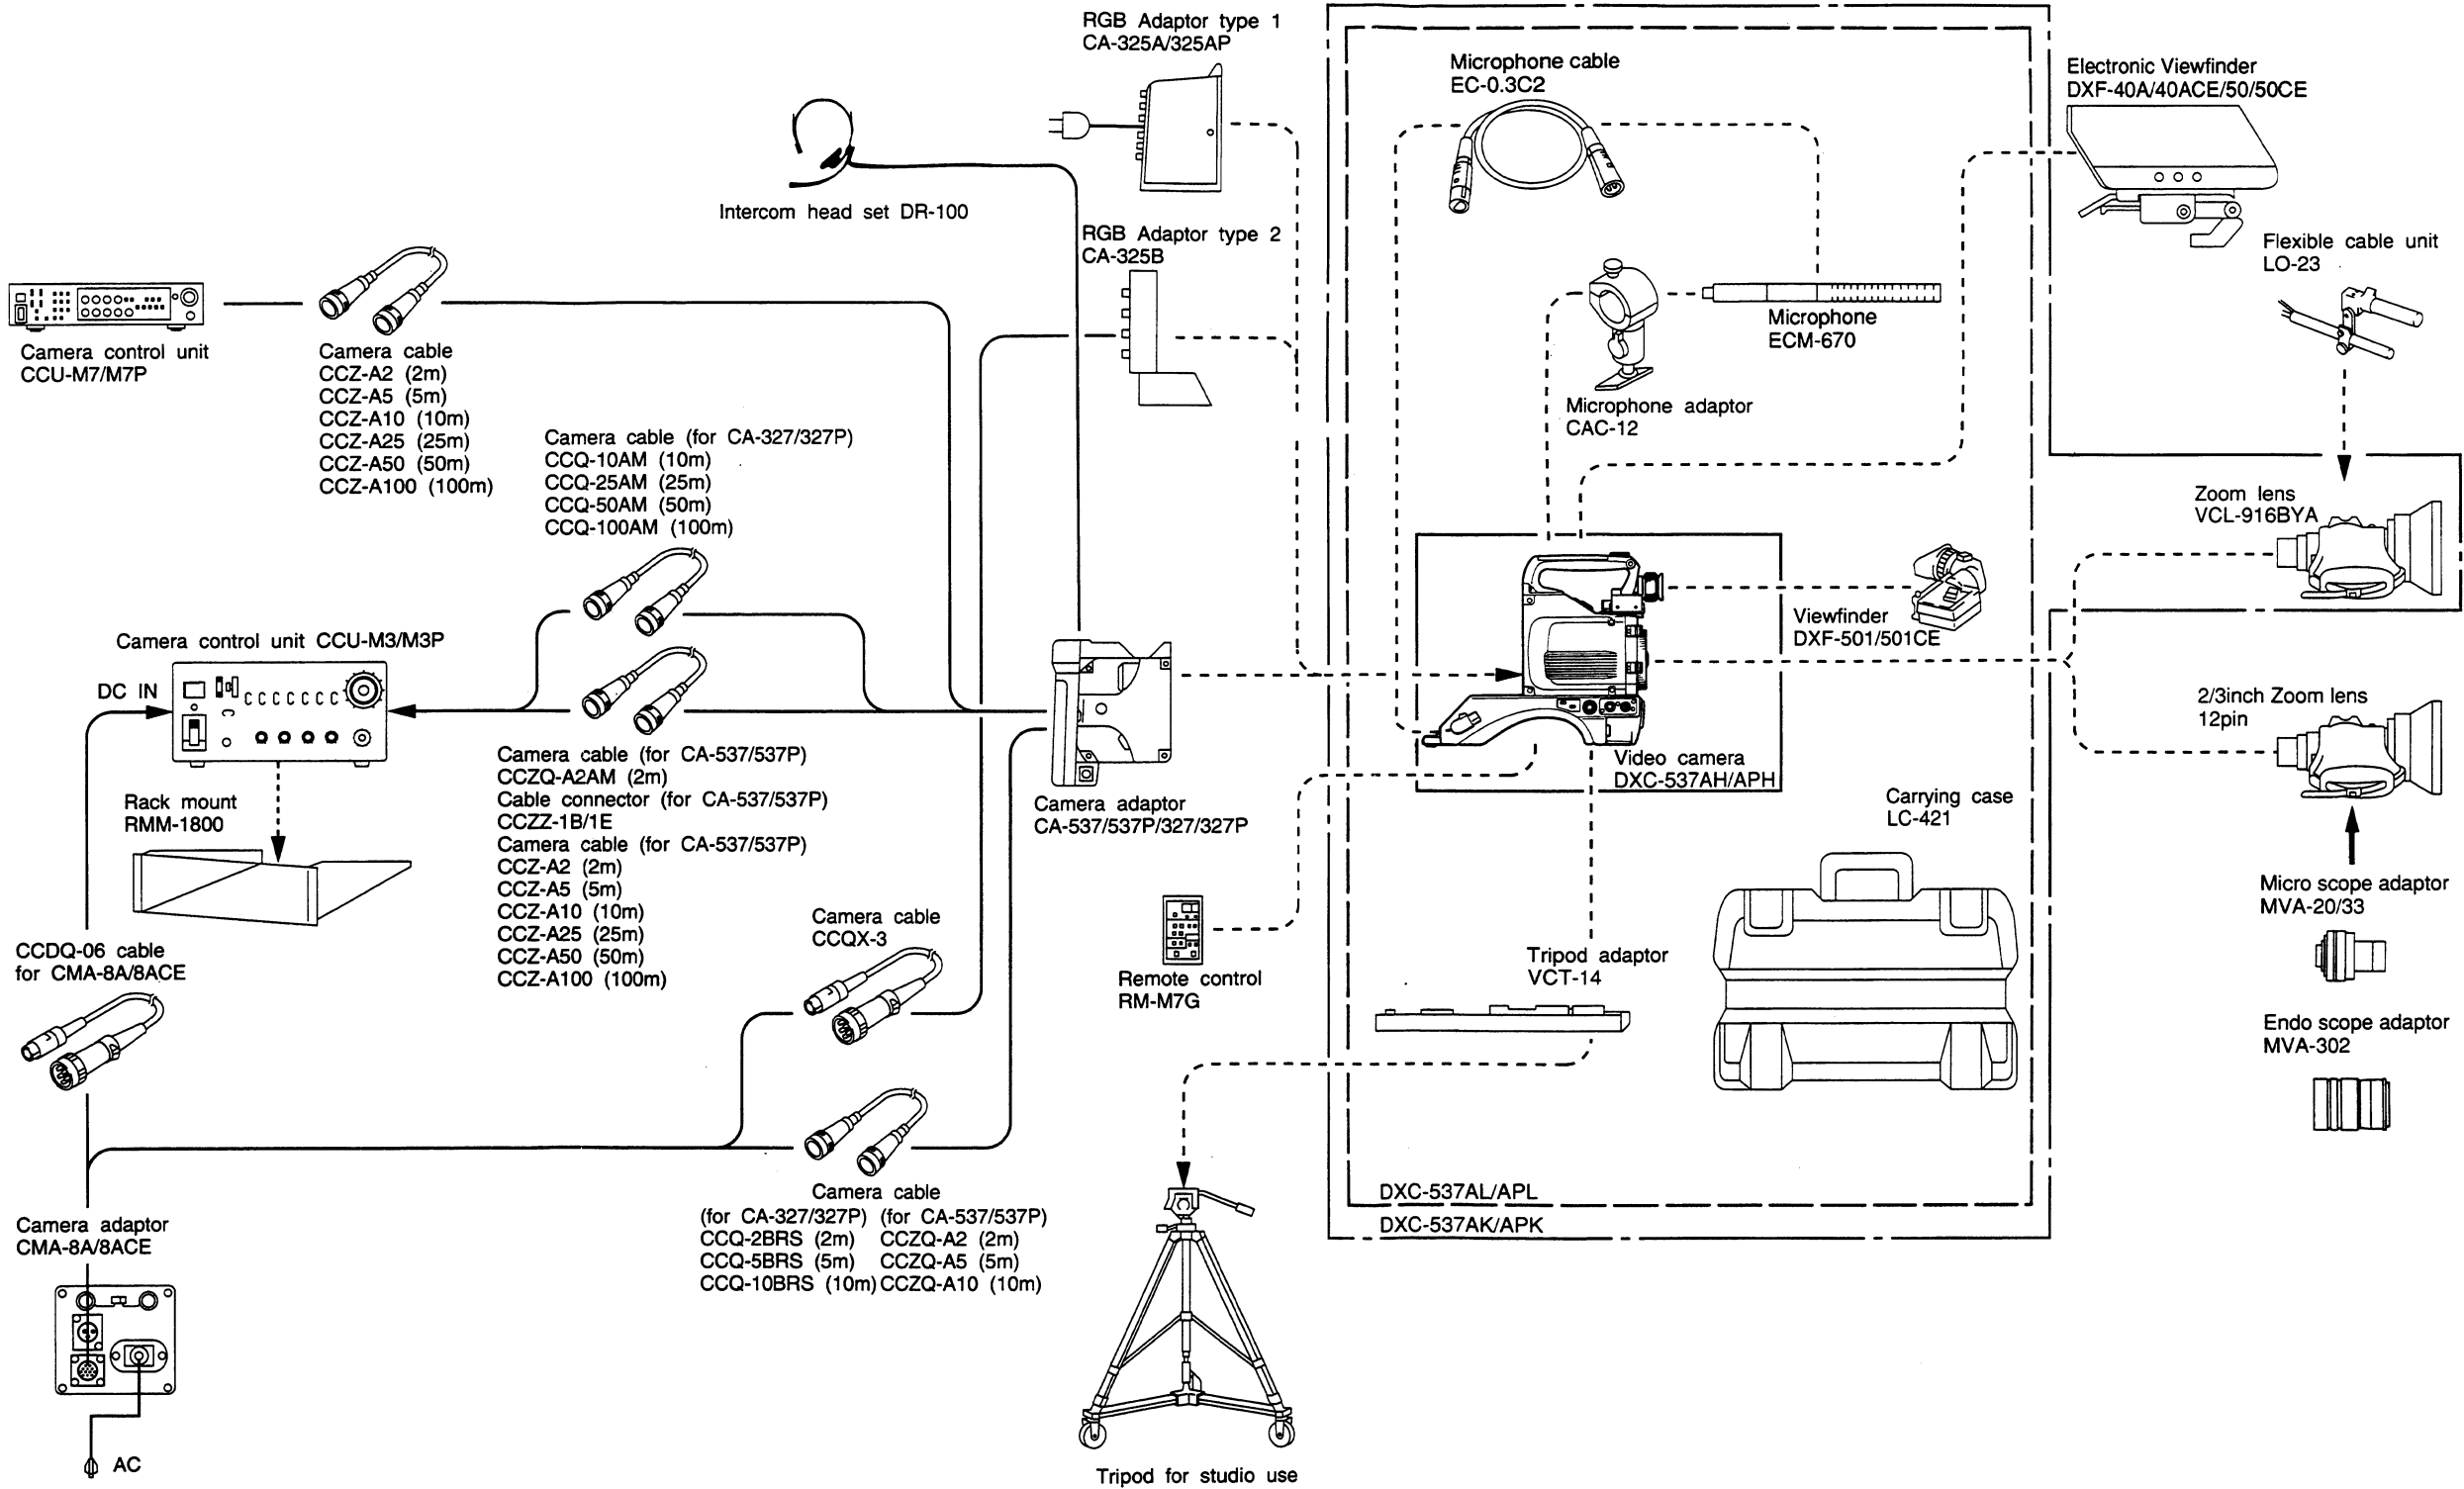 RGB Adaptor type 1
CA-325A/325AP
Microphone cable
EC-0.3C2
Electronic Viewfinder
DXF-40A/40ACE/50/50CE
Intercom head set DR-100
RGB Adaptor type 2
CA-325B
Flexible cable unit
LO-23
Camera control unit
CCU-M7/M7P
Camera cable
CCZ-A2 (2m)
CCZ-A5 (5m)
CCZ-A10 (10m)
CCZ-A25 (25m)
CCZ-A50 (50m)
CCZ-A100 (100m)
Microphone
ECM-670
Microphone adaptor
CAC-12
Camera cable (for CA-327/327P)
CCQ-10AM (10m)
CCQ-25AM (25m)
CCQ-50AM (50m)
CCQ-100AM (100m)
Zoom lens
VCL-916BYA
Viewfinder
DXF-501/501CE
Camera control unit CCU-M3/M3P
DC IN
2/3inch Zoom lens
12pin
Camera cable (for CA-537/537P)
CCZQ-A2AM (2m)
Cable connector (for CA-537/537P)
CCZZ-1B/1E
Camera cable (for CA-537/537P)
CCZ-A2 (2m)
CCZ-A5 (5m)
CCZ-A10 (10m)
CCZ-A25 (25m)
CCZ-A50 (50m)
CCZ-A100 (100m)
Video camera
DXC-537AH/APH
Rack mount
RMM-1800
Camera adaptor
CA-537/537P/327/327P
Carrying case
LC-421
Micro scope adaptor
MVA-20/33
Camera cable
CCQX-3
CCDQ-06 cable
for CMA-8A/8ACE
Remote control
RM-M7G
Tripod adaptor
VCT-14
Endo scope adaptor
MVA-302
Camera cable
(for CA-327/327P) (for CA-537/537P)
CCQ-2BRS (2m) CCZQ-A2 (2m)
CCQ-5BRS (5m) CCZQ-A5 (5m)
CCQ-10BRS (10m) CCZQ-A10 (10m)
DXC-537AL/APL
DXC-537AK/APK
Camera adaptor
CMA-8A/8ACE
AC
Tripod for studio use